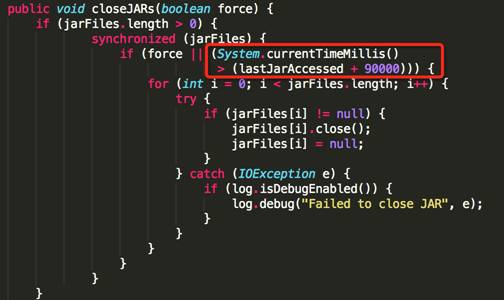 public void closeJARs(boolean force) {
if (jarFiles.length > 0) {
synchronized (jarFiles) {
if (force || (System.currentTimeMillis()
> (lastJarAccessed + 90000))) {
for (int i = 0; i < jarFiles.length; i++) {
try {
if (jarFiles[i] != null) {
jarFiles[i].close();
jarFiles[i] = null;
}
} catch (IOException e) {
if (log.isDebugEnabled()) {
log.debug("Failed to close JAR", e);
}
}
}
}
}
}